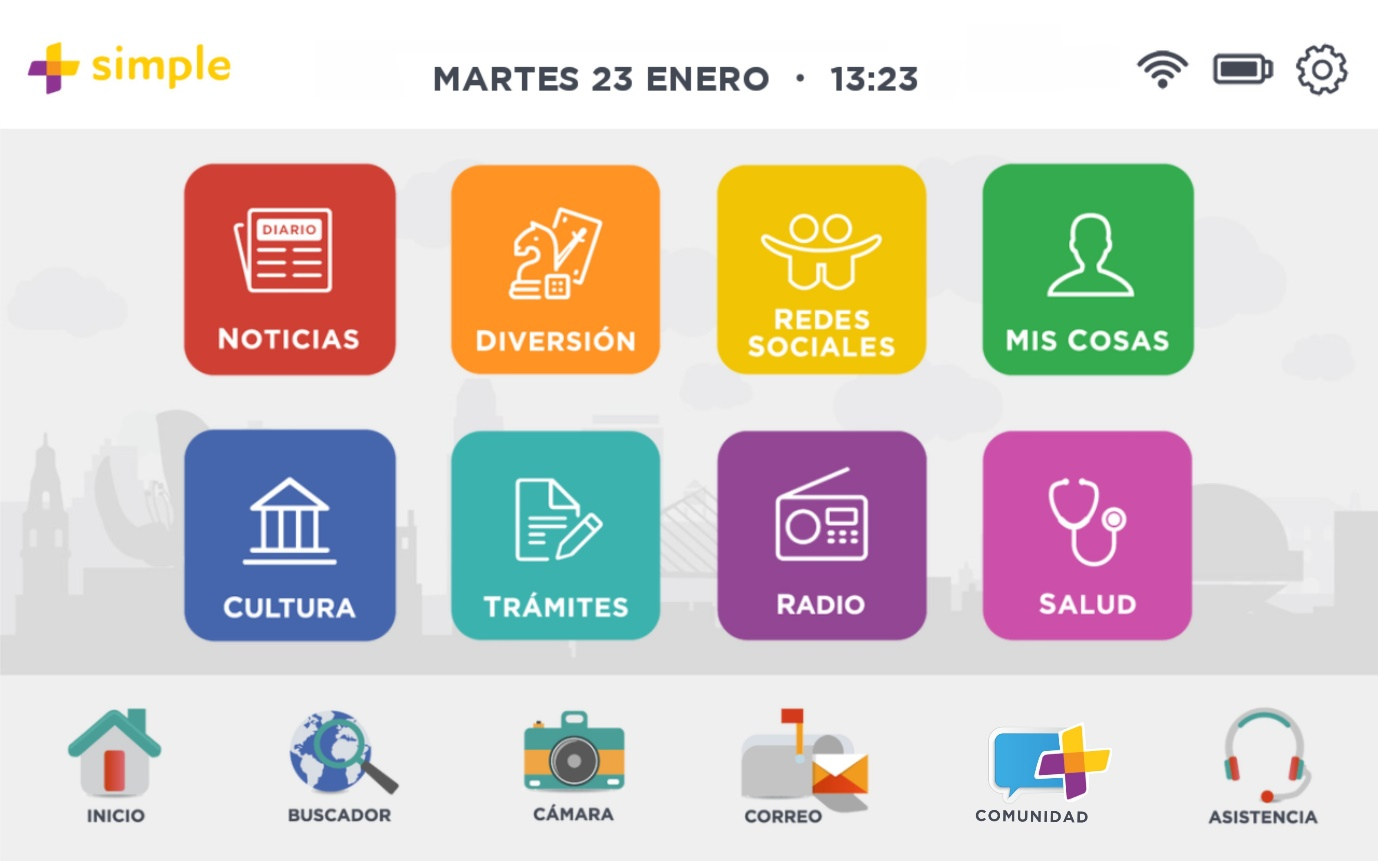 simple
MARTES 23 ENERO · 13:23
DIARIO
NOTICIAS
DIVERSIÓN
REDES
SOCIALES
MIS COSAS
CULTURA
TRÁMITES
RADIO
SALUD
INICIO
BUSCADOR
CÁMARA
CORREO
COMUNIDAD
ASISTENCIA